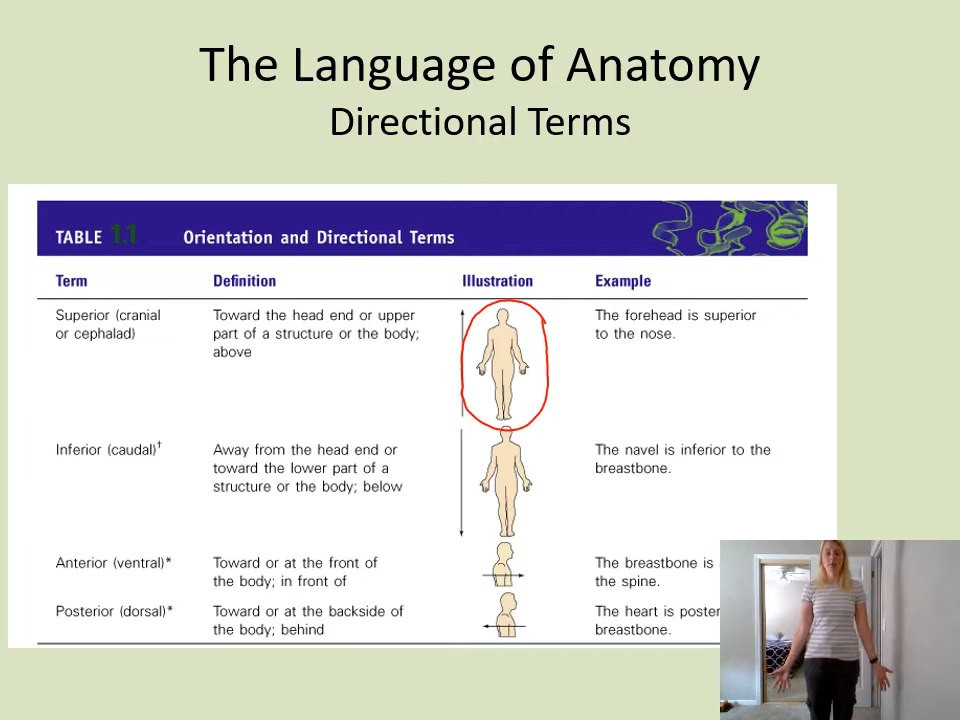 The Language of Anatomy
Directional Terms
TABLE 1.1 Orientation and Directional Terms
Term Definition Illustration Example
Superior (cranial Toward the head end or upper The forehead is superior
or cephalad) part of a structure or the body; to the nose.
above
Inferior (caudal)† Away from the head end or The navel is inferior to the
toward the lower part of a breastbone.
structure or the body; below
Anterior (ventral)* Toward or at the front of The breastbone is
the body; in front of the spine.
Posterior (dorsal)* Toward or at the backside of The heart is poster
the body; behind breastbone.